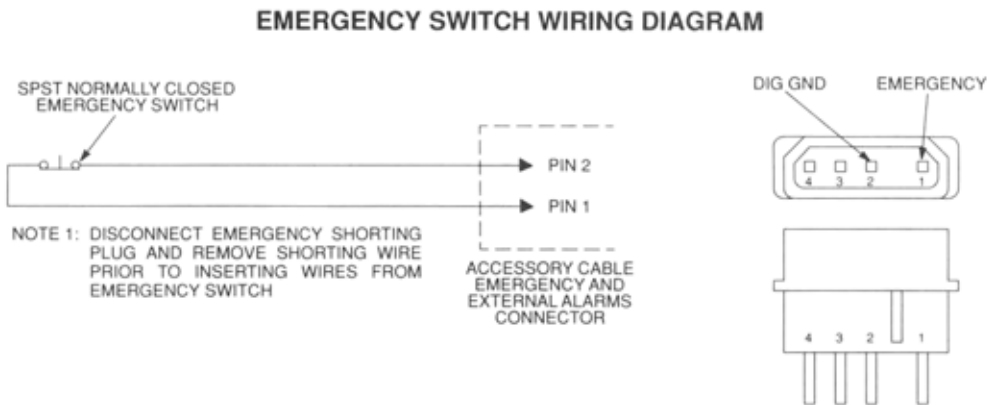 EMERGENCY SWITCH WIRING DIAGRAM
SPST NORMALLY CLOSED
EMERGENCY SWITCH
PIN 2
PIN 1
NOTE 1: DISCONNECT EMERGENCY SHORTING
PLUG AND REMOVE SHORTING WIRE
PRIOR TO INSERTING WIRES FROM
EMERGENCY SWITCH
ACCESSORY CABLE
EMERGENCY AND
EXTERNAL ALARMS
CONNECTOR
DIG GND
EMERGENCY
4 3 2 1
4 3 2 1